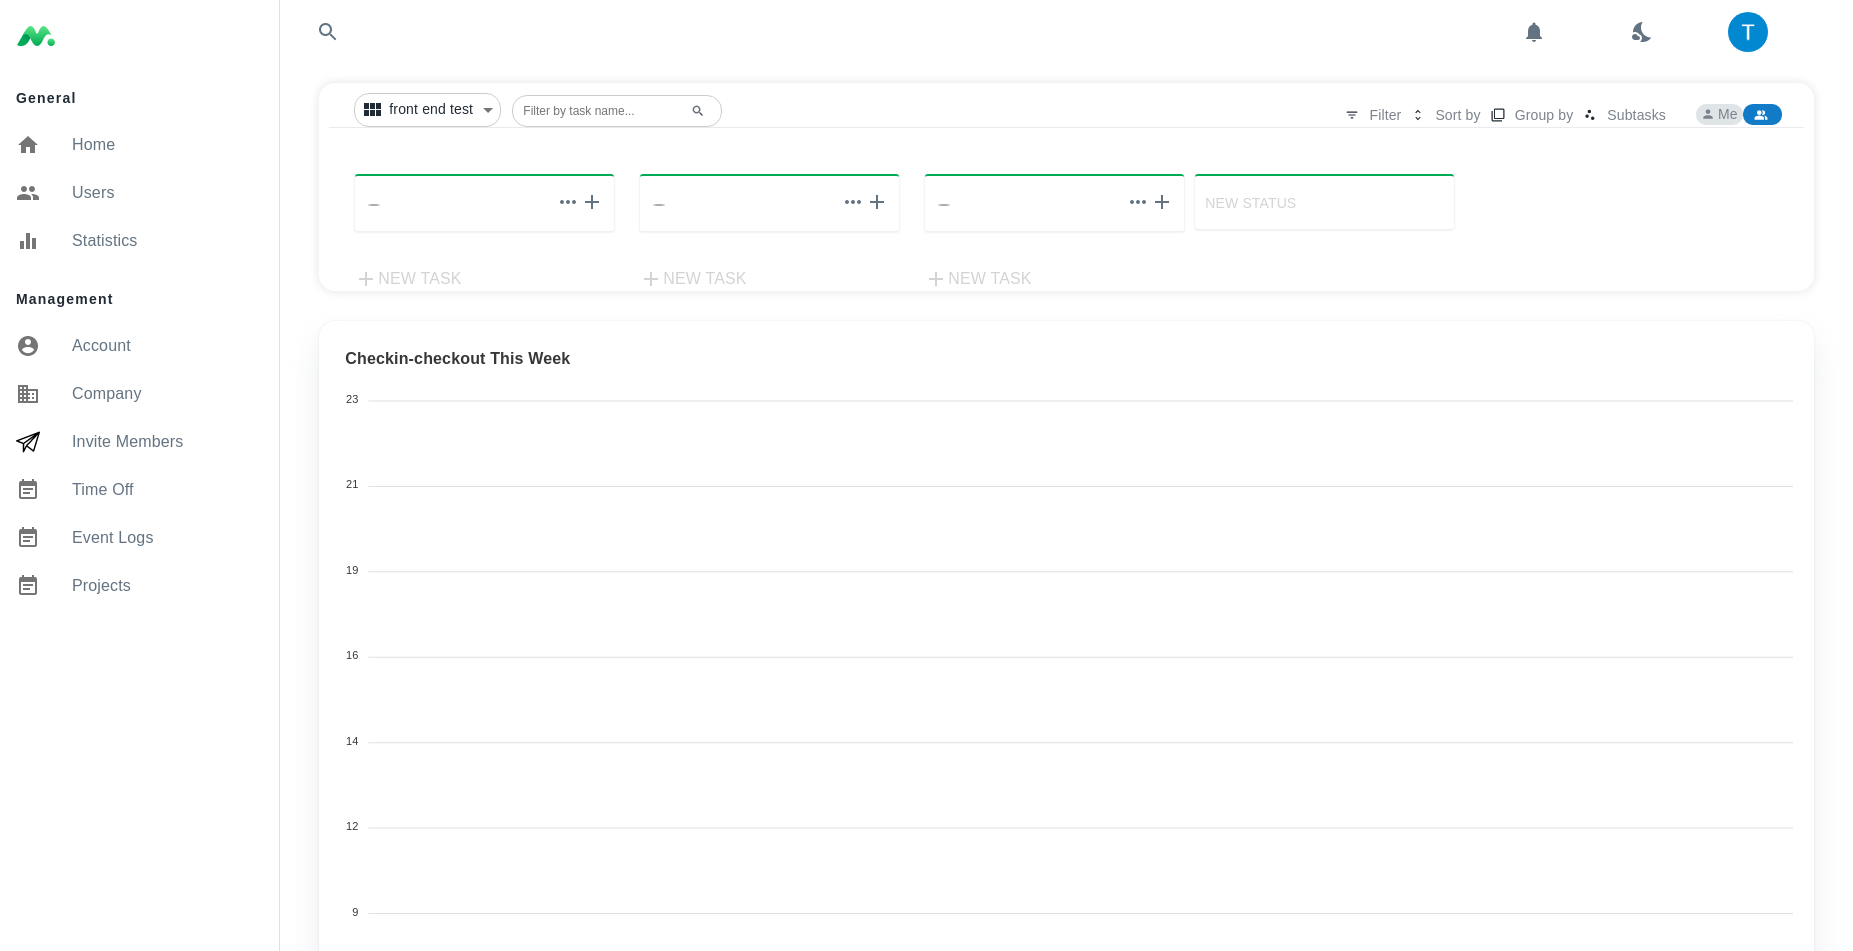 T
General
Home
Users
Statistics
Management
Account
Company
Invite Members
Time Off
Event Logs
Projects
front end test
Filter by task name...
Filter
Sort by
Group by
Subtasks
Me
NEW STATUS
NEW TASK
NEW TASK
NEW TASK
Checkin-checkout This Week
23
21
19
16
14
12
9